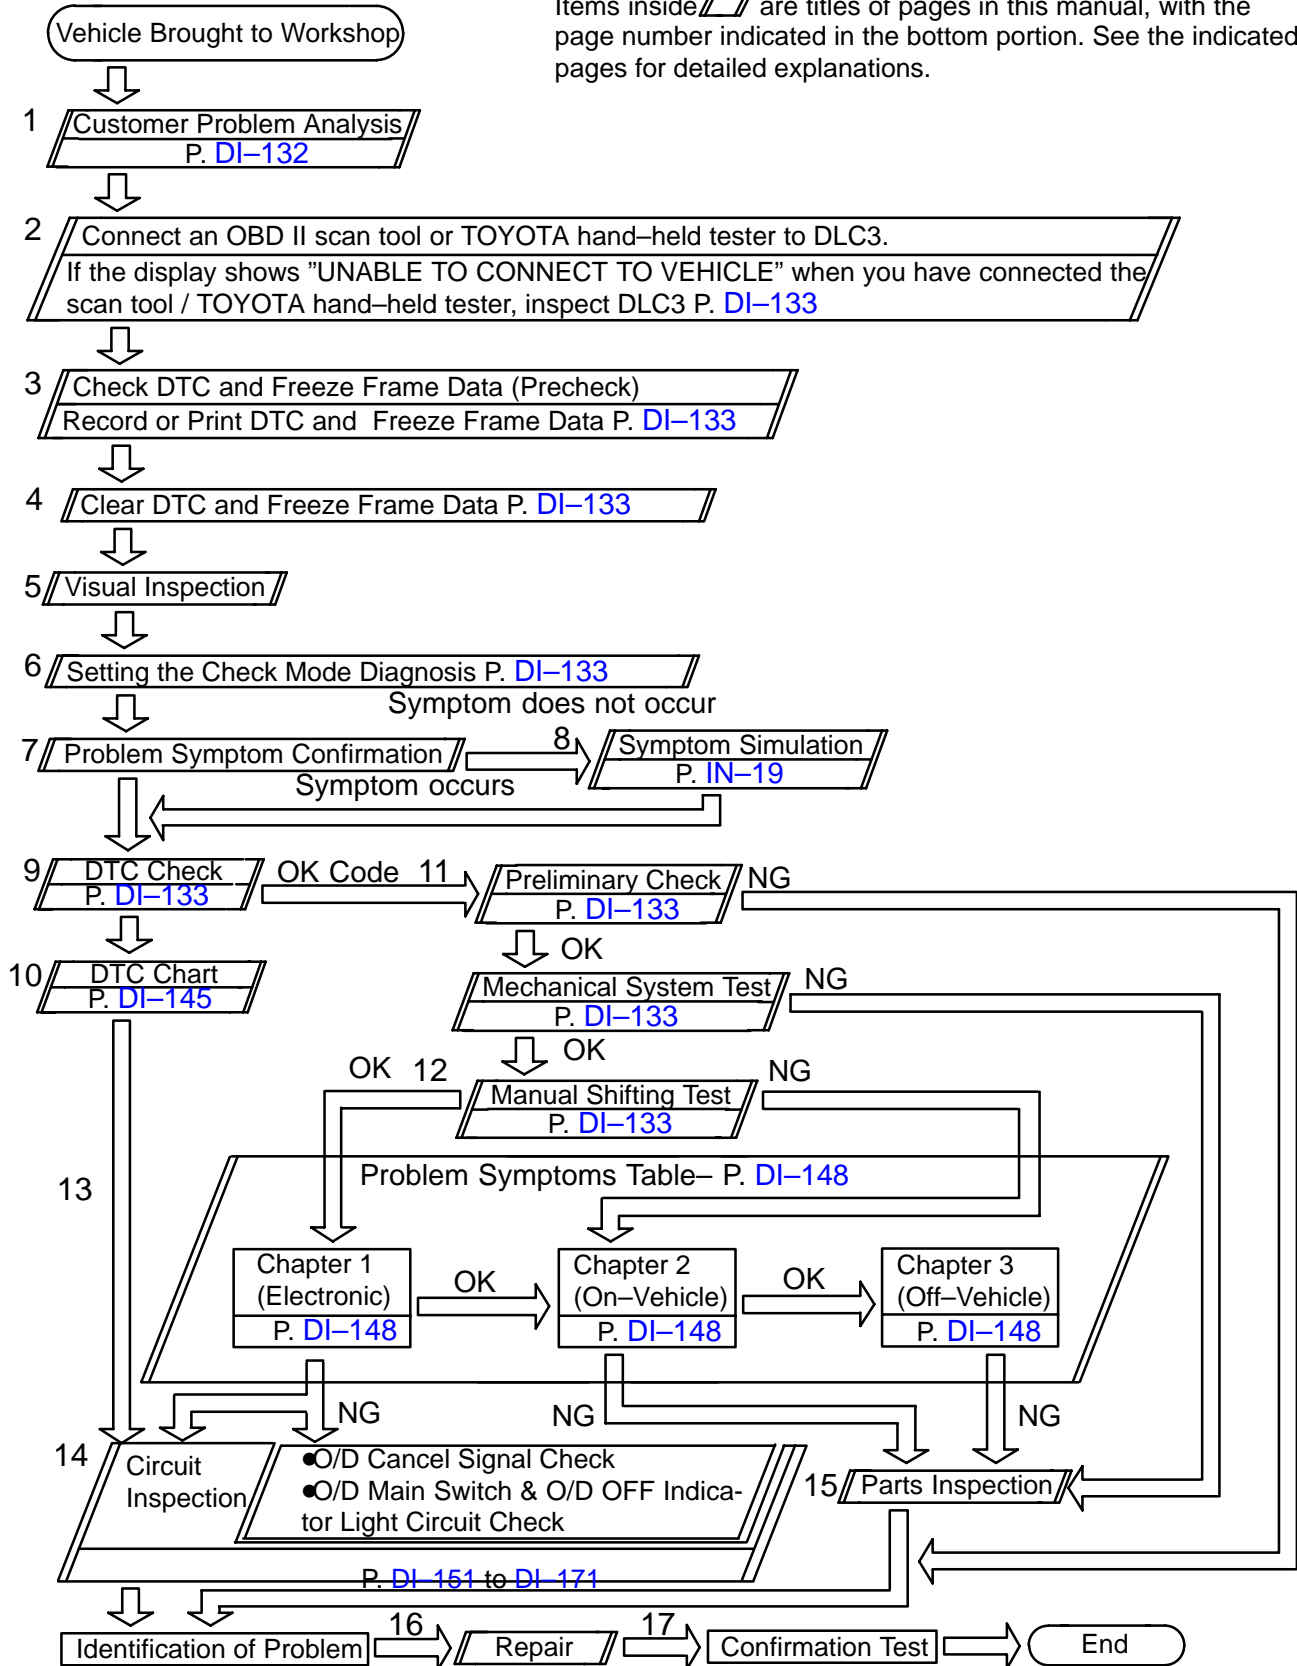 Items inside are titles of pages in this manual, with the
page number indicated in the bottom portion. See the indicated
pages for detailed explanations.
Vehicle Brought to Workshop
1
Customer Problem Analysis
P. DI–132
2
Connect an OBD II scan tool or TOYOTA hand–held tester to DLC3.
If the display shows ”UNABLE TO CONNECT TO VEHICLE” when you have connected the
scan tool / TOYOTA hand–held tester, inspect DLC3 P. DI–133
3
Check DTC and Freeze Frame Data (Precheck)
Record or Print DTC and Freeze Frame Data P. DI–133
4
Clear DTC and Freeze Frame Data P. DI–133
5
Visual Inspection
6
Setting the Check Mode Diagnosis P. DI–133
Symptom does not occur
7
Problem Symptom Confirmation
8
Symptom Simulation
P. IN–19
Symptom occurs
9
DTC Check
P. DI–133
OK Code
11
Preliminary Check
P. DI–133
NG
OK
10
DTC Chart
P. DI–145
Mechanical System Test
P. DI–133
NG
OK
OK
12
Manual Shifting Test
P. DI–133
NG
13
Problem Symptoms Table– P. DI–148
Chapter 1
(Electronic)
P. DI–148
OK
Chapter 2
(On–Vehicle)
P. DI–148
OK
Chapter 3
(Off–Vehicle)
P. DI–148
NG
NG
NG
14
Circuit
Inspection
●O/D Cancel Signal Check
●O/D Main Switch & O/D OFF Indica-
tor Light Circuit Check
P. DI–151 to DI–171
15
Parts Inspection
Identification of Problem
16
Repair
17
Confirmation Test
End